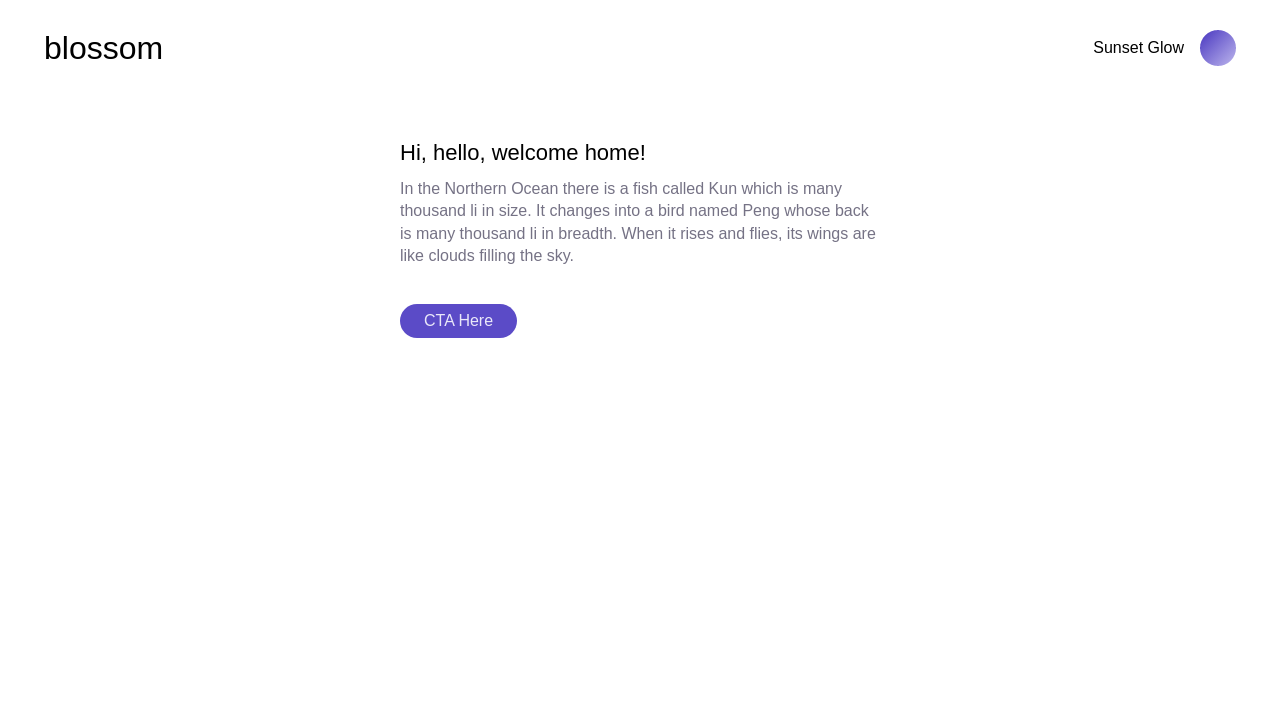 blossom
Sunset Glow
Hi, hello, welcome home!
In the Northern Ocean there is a fish called Kun which is many
thousand li in size. It changes into a bird named Peng whose back
is many thousand li in breadth. When it rises and flies, its wings are
like clouds filling the sky.
CTA Here